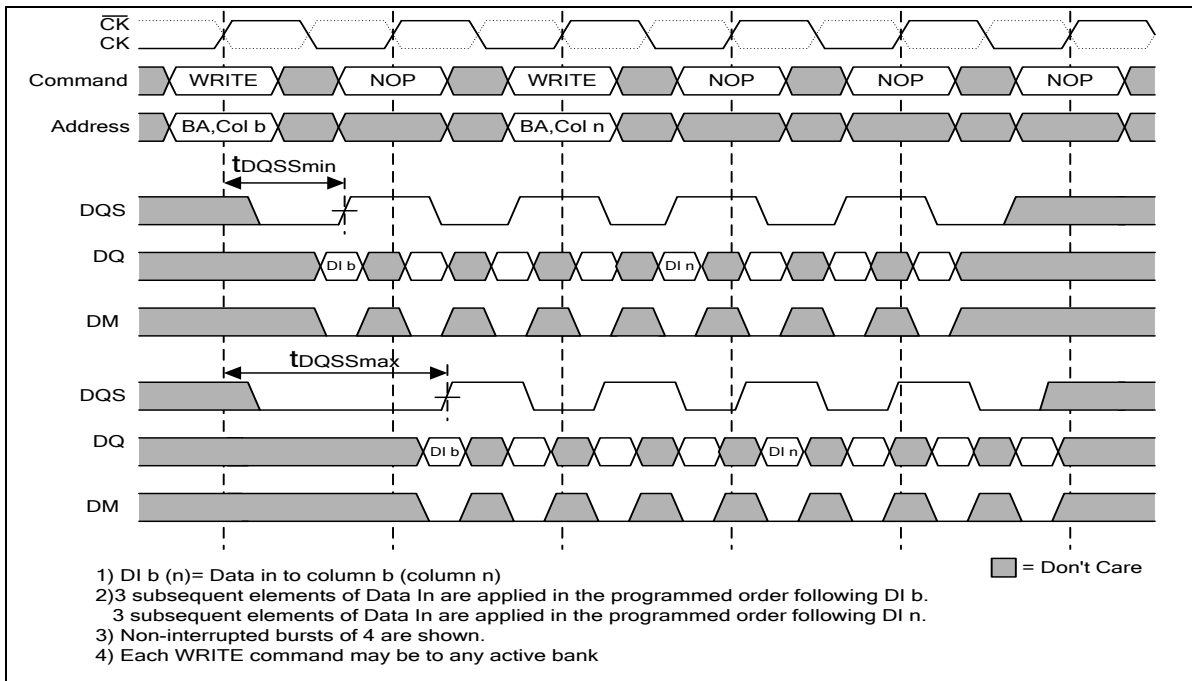 CK
CK
Command WRITE NOP WRITE NOP NOP NOP
Address BA,Col b BA,Col n
tDQSSmin
DQS
DQ DI b DI n
DM
tDQSSmax
DQS
DQ DI b DI n
DM
1) DI b (n)= Data in to column b (column n)
= Don't Care
2)3 subsequent elements of Data In are applied in the programmed order following DI b.
3 subsequent elements of Data In are applied in the programmed order following DI n.
3) Non-interrupted bursts of 4 are shown.
4) Each WRITE command may be to any active bank